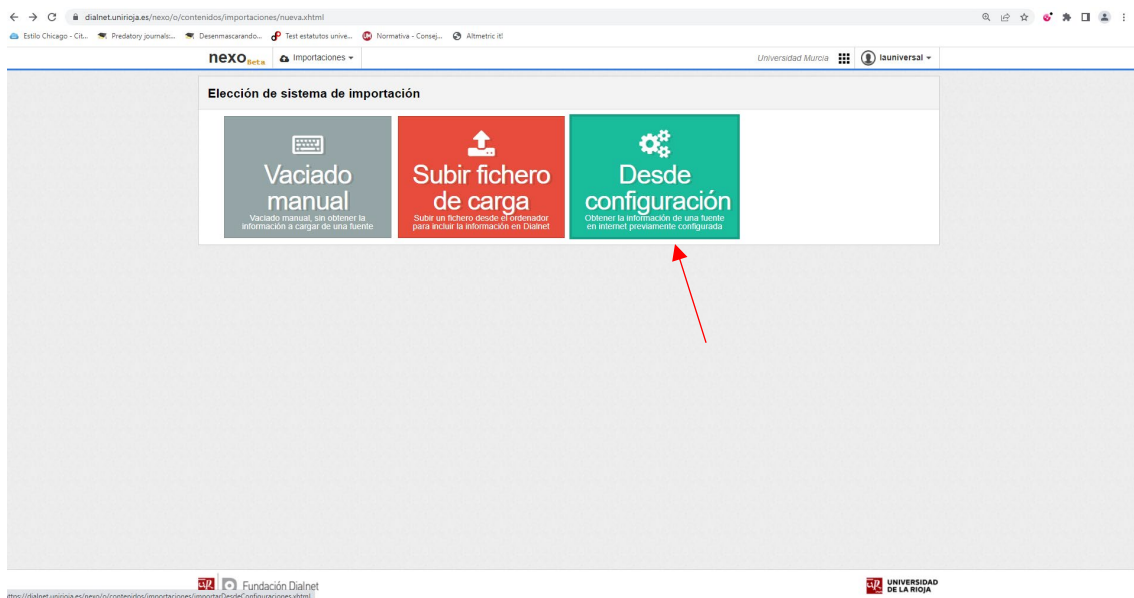 dialnet.unirioja.es/nexo/o/contenidos/importaciones/nueva.xhtml
Estilo Chicago - Cit... Predatory journals:... Desenmascarando... Test estatutos unive... Normativa - Consej... Altmetric it!
nexo Beta Importaciones Universidad Murcia launiversal
Elección de sistema de importación
Vaciado
manual
Vaciado manual, sin obtener la
información a cargar de una fuente
Subir fichero
de carga
Subir un fichero desde el ordenador
para incluir la información en Dialnet
Desde
configuración
Obtener la información de una fuente
en internet previamente configurada
Fundación Dialnet
UNIVERSIDAD
DE LA RIOJA
https://dialnet.unirioja.es/nexo/o/contenidos/importaciones/importarDesdeConfiguraciones.xhtml